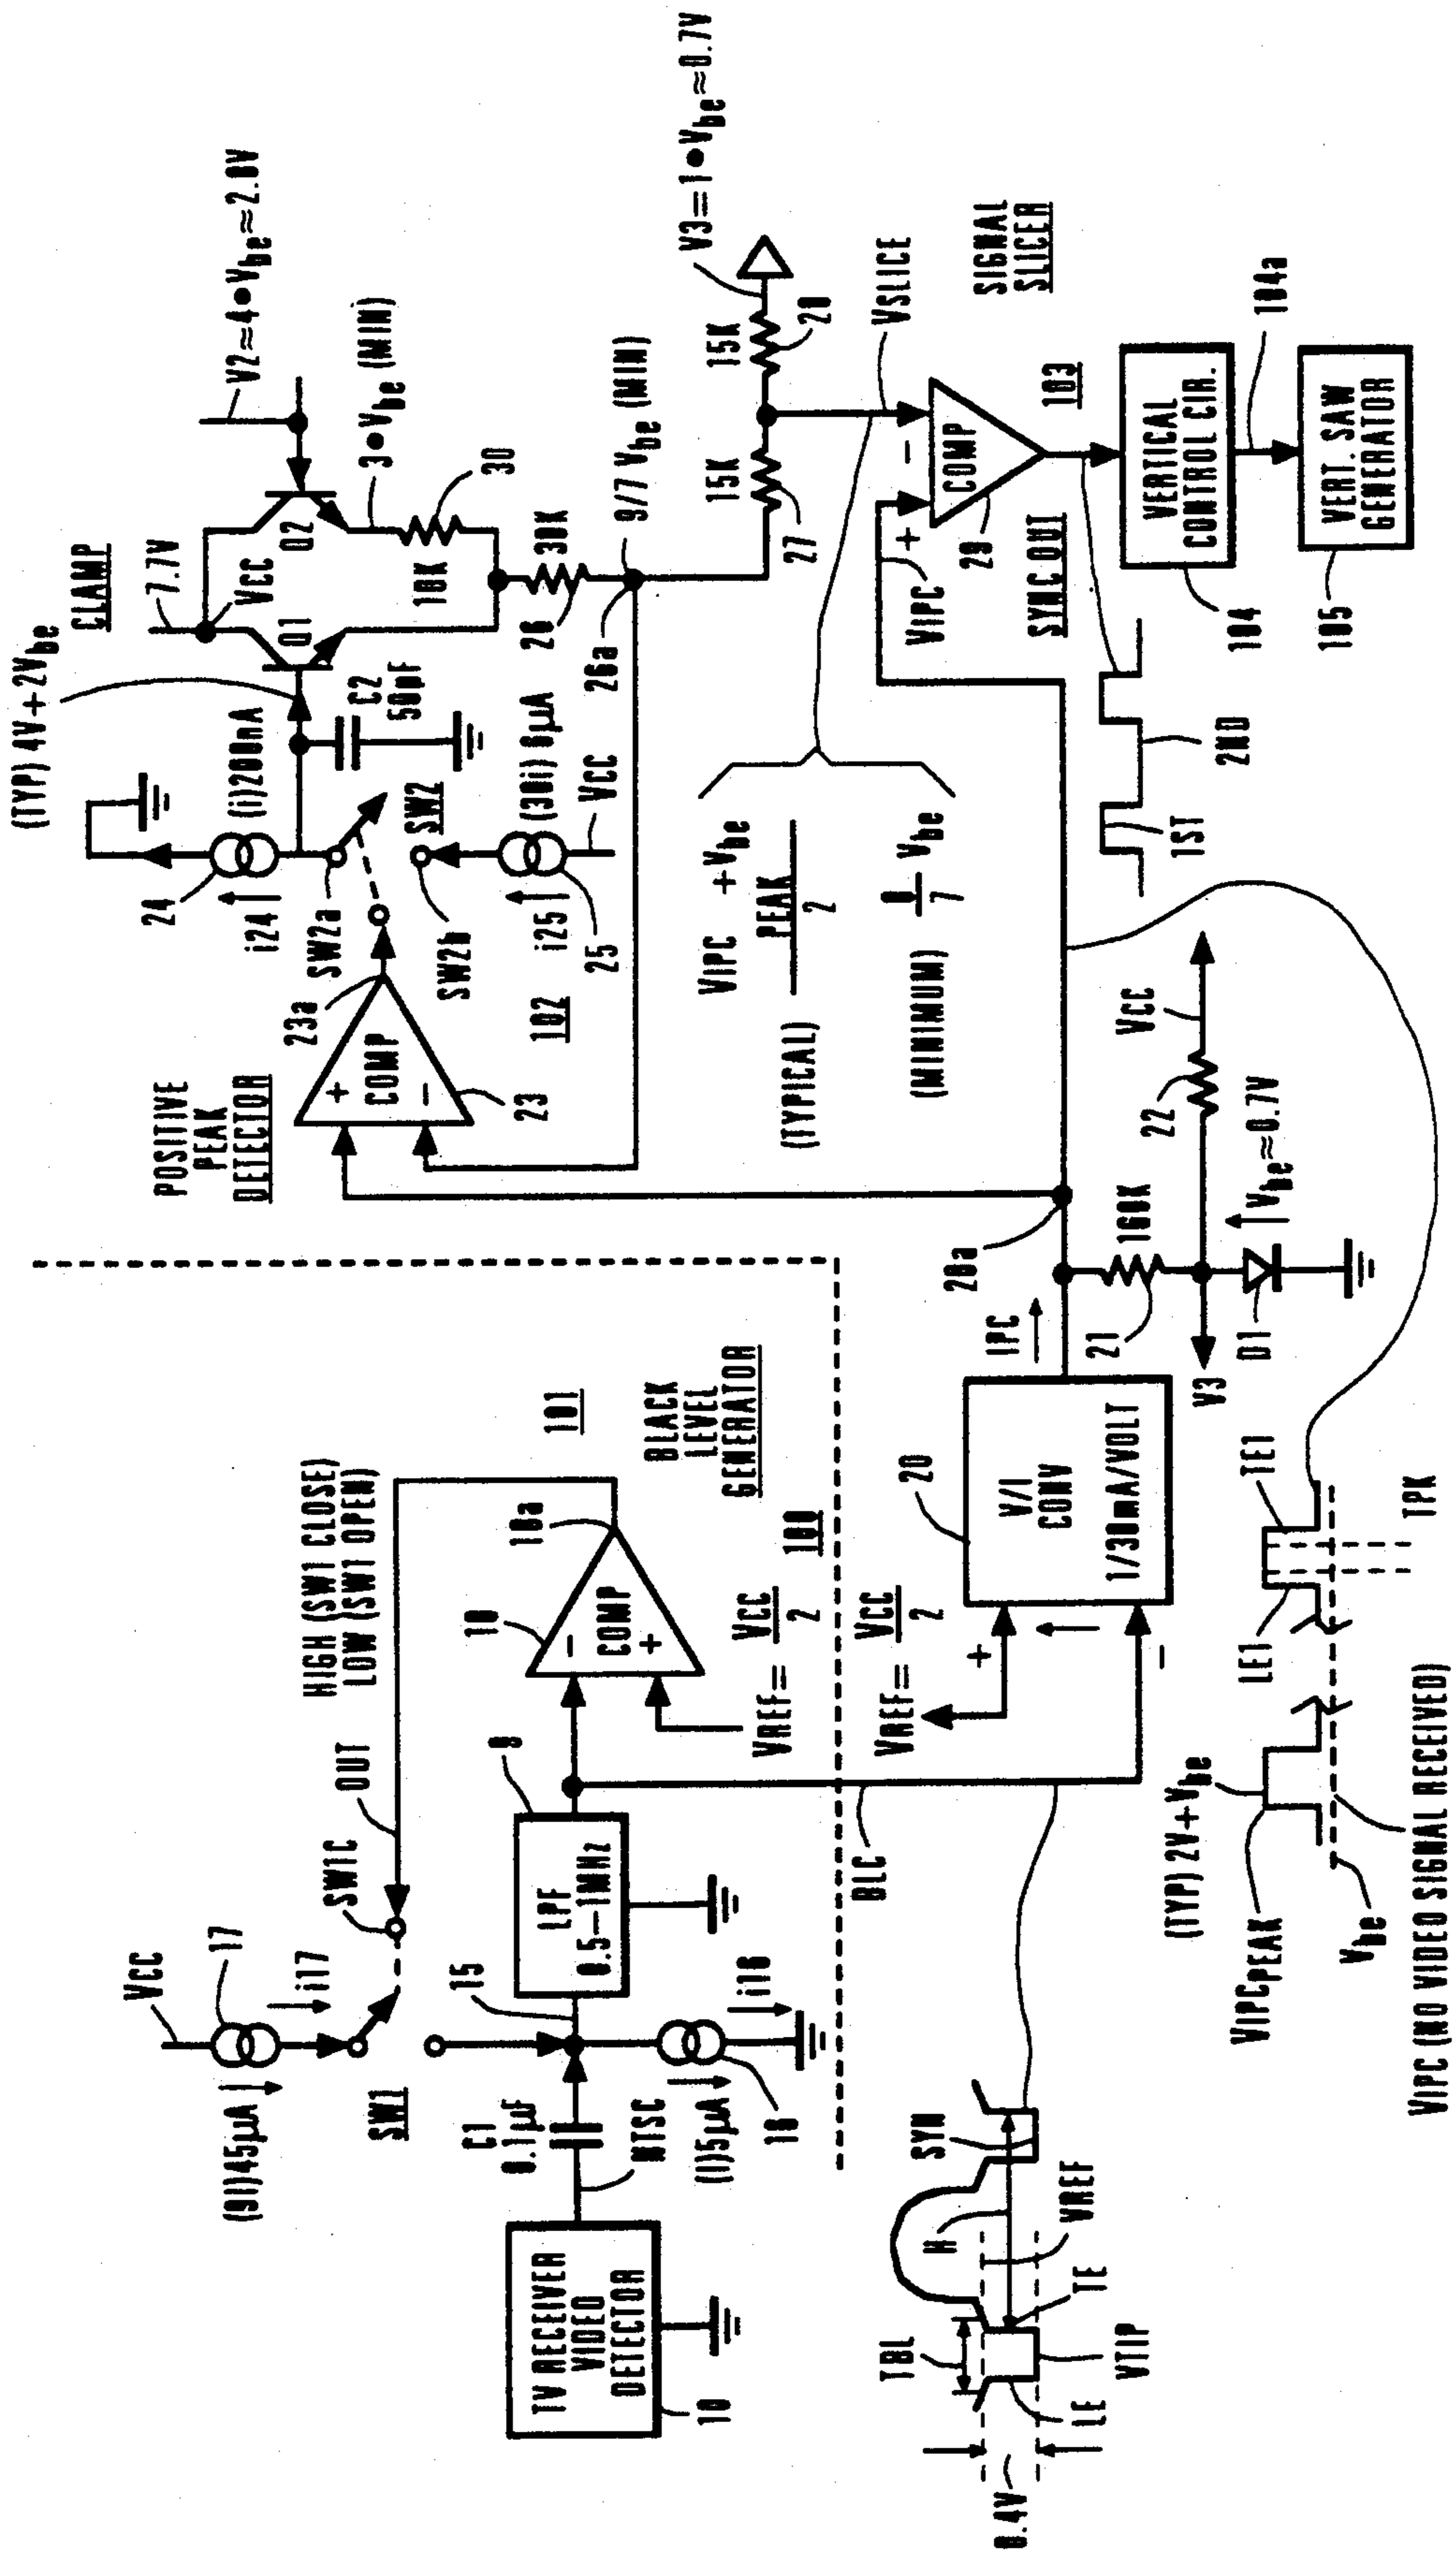 TV RECEIVER
VIDEO
DETECTOR
10
C1
0.1µF
NTSC
(I)5µA
16
i16
15
VCC
17
(9I)45µA
i17
SW1
SW1C
OUT
HIGH (SW1 CLOSE)
LOW (SW1 OPEN)
LPF
0.5–1MHz
8
18
COMP
–
+
18a
VREF= VCC
2
101
BLACK
LEVEL
GENERATOR
100
BLC
POSITIVE
PEAK
DETECTOR
+
COMP
–
23
23a
102
24
i24
(i)200nA
SW2a
SW2
SW2b
i25
25
(30i)6µA
VCC
(TYP) 4V+2Vbe
C2
50pF
CLAMP
7.7V
VCC
Q1
Q2
V2≈4•Vbe≈2.8V
3•Vbe (MIN)
10K
30
26
30K
26a
9/7 Vbe (MIN)
15K
27
15K
28
V3=1•Vbe≈0.7V
VSLICE
SIGNAL
SLICER
VIPC
+
–
COMP
29
SYNC OUT
103
VERTICAL
CONTROL CIR.
104
104a
VERT. SAW
GENERATOR
105
1ST
2ND
(TYPICAL)
VIPC PEAK +Vbe
2
(MINIMUM)
8/7 Vbe
VREF= VCC
2
+
–
20
V/I
CONV
1/30mA/VOLT
IPC
20a
21
160K
22
VCC
V3
D1
Vbe≈0.7V
0.4V
TBL
LE
VTIP
TE
VREF
H
SYN
VIPCPEAK
(TYP) 2V+Vbe
LE1
TE1
TPK
Vbe
VIPC (NO VIDEO SIGNAL RECEIVED)